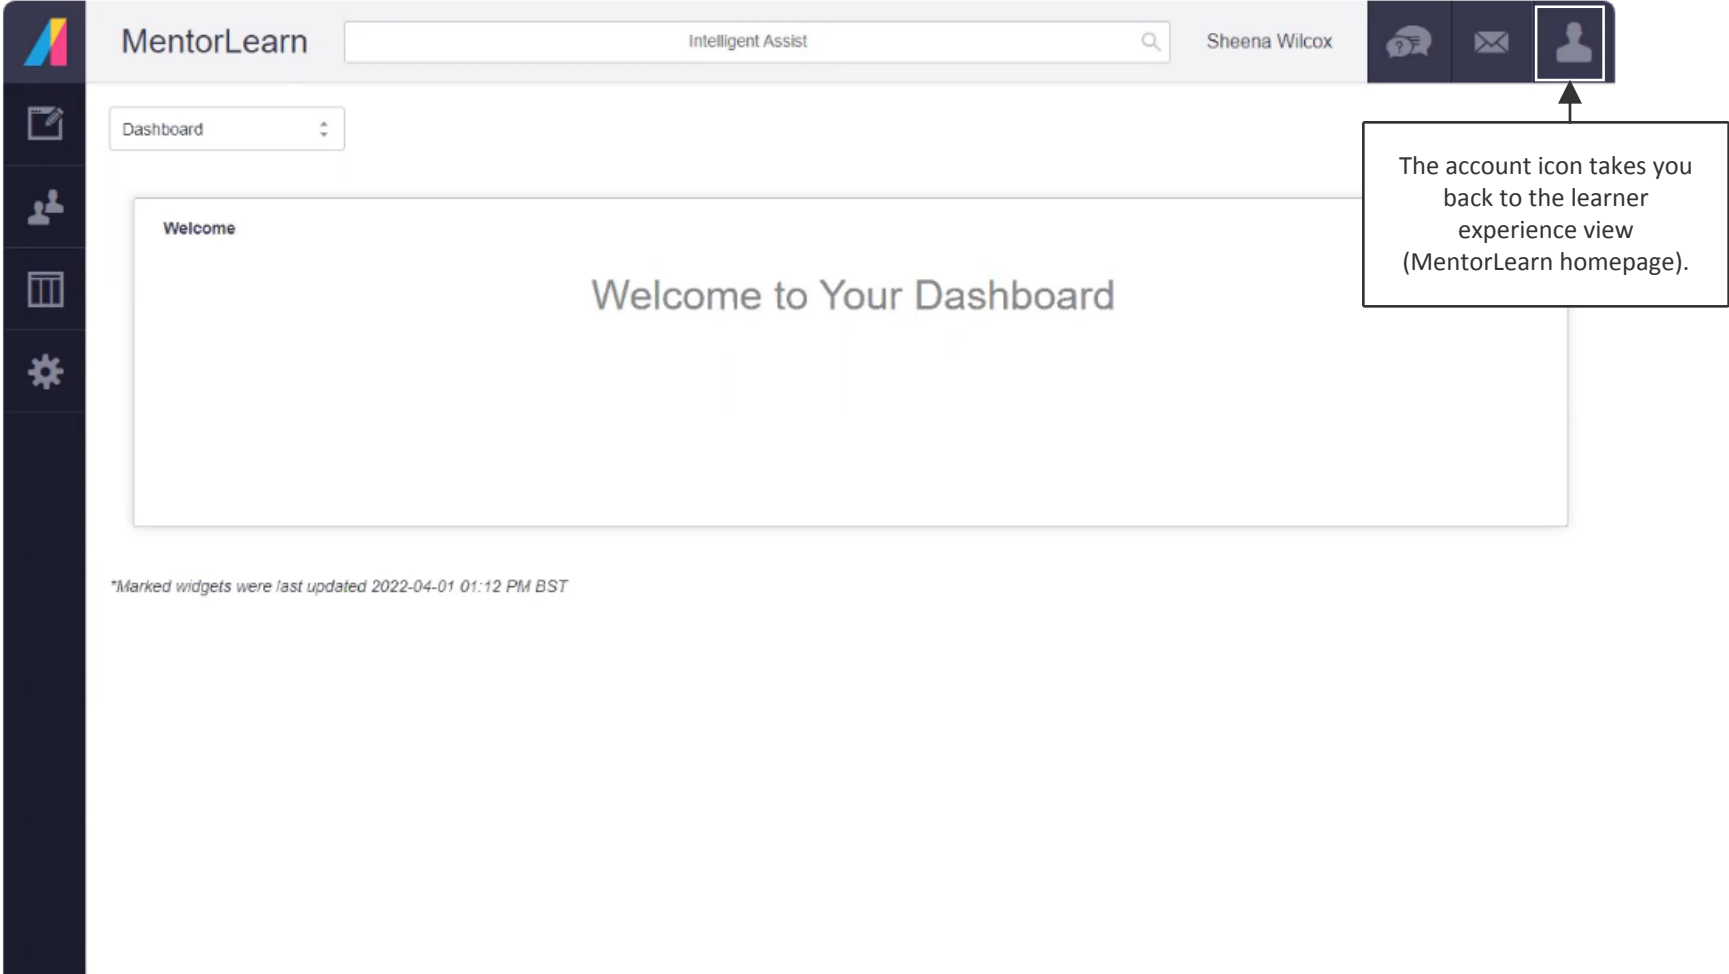 MentorLearn
Intelligent Assist
Sheena Wilcox
Dashboard
The account icon takes you
back to the learner
experience view
(MentorLearn homepage).
Welcome
Welcome to Your Dashboard
*Marked widgets were last updated 2022-04-01 01:12 PM BST